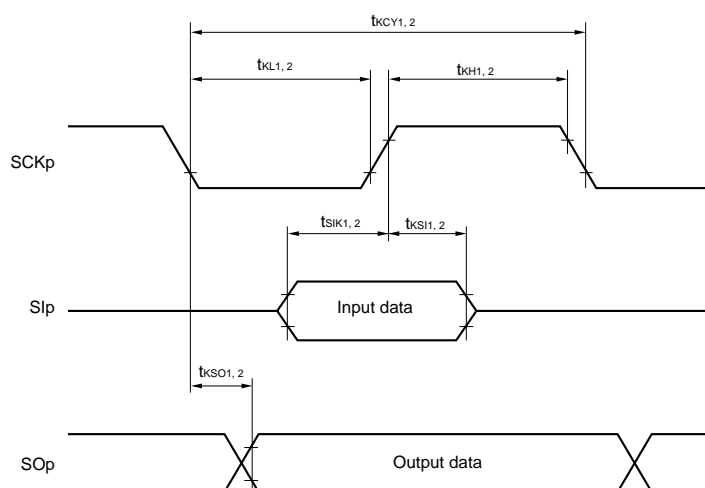 tKCY1, 2
tKL1, 2
tKH1, 2
SCKp
tSIK1, 2
tKSI1, 2
SIp
Input data
tKSO1, 2
SOp
Output data